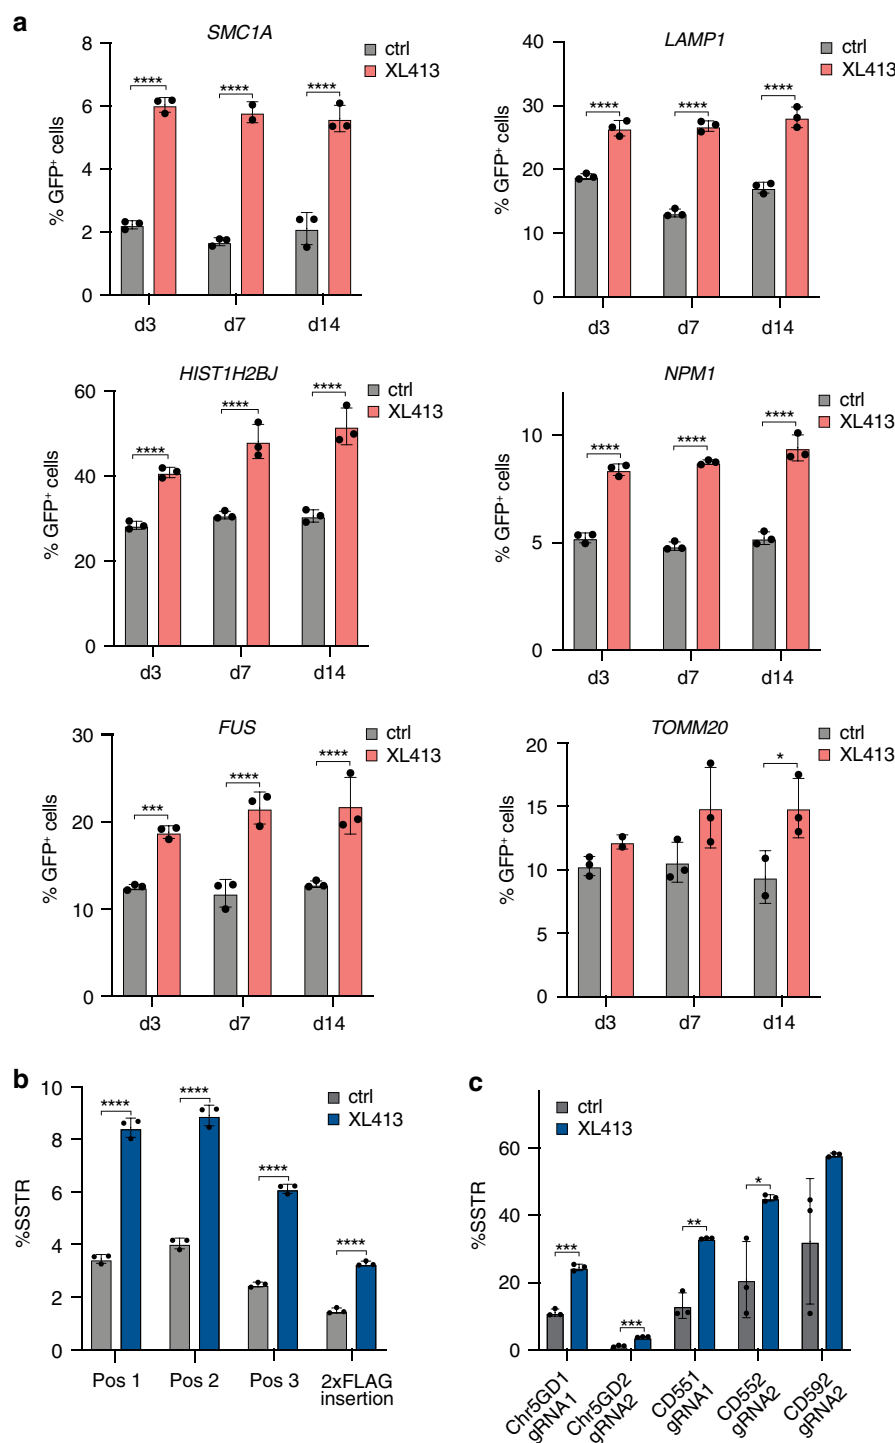 a
SMC1A
ctrl
XL413
% GFP⁺ cells
8
6
4
2
0
****
****
****
d3
d7
d14
LAMP1
ctrl
XL413
% GFP⁺ cells
40
30
20
10
0
****
****
****
d3
d7
d14
HIST1H2BJ
ctrl
XL413
% GFP⁺ cells
60
40
20
0
****
****
****
d3
d7
d14
NPM1
ctrl
XL413
% GFP⁺ cells
10
5
0
****
****
****
d3
d7
d14
FUS
ctrl
XL413
% GFP⁺ cells
30
20
10
0
***
****
****
d3
d7
d14
TOMM20
ctrl
XL413
% GFP⁺ cells
20
15
10
5
0
*
d3
d7
d14
b
ctrl
XL413
%SSTR
10
8
6
4
2
0
****
****
****
****
Pos 1
Pos 2
Pos 3
2xFLAG
insertion
c
ctrl
XL413
%SSTR
60
40
20
0
***
***
**
*
Chr5GD1
gRNA1
Chr5GD2
gRNA2
CD551
gRNA1
CD552
gRNA2
CD592
gRNA2